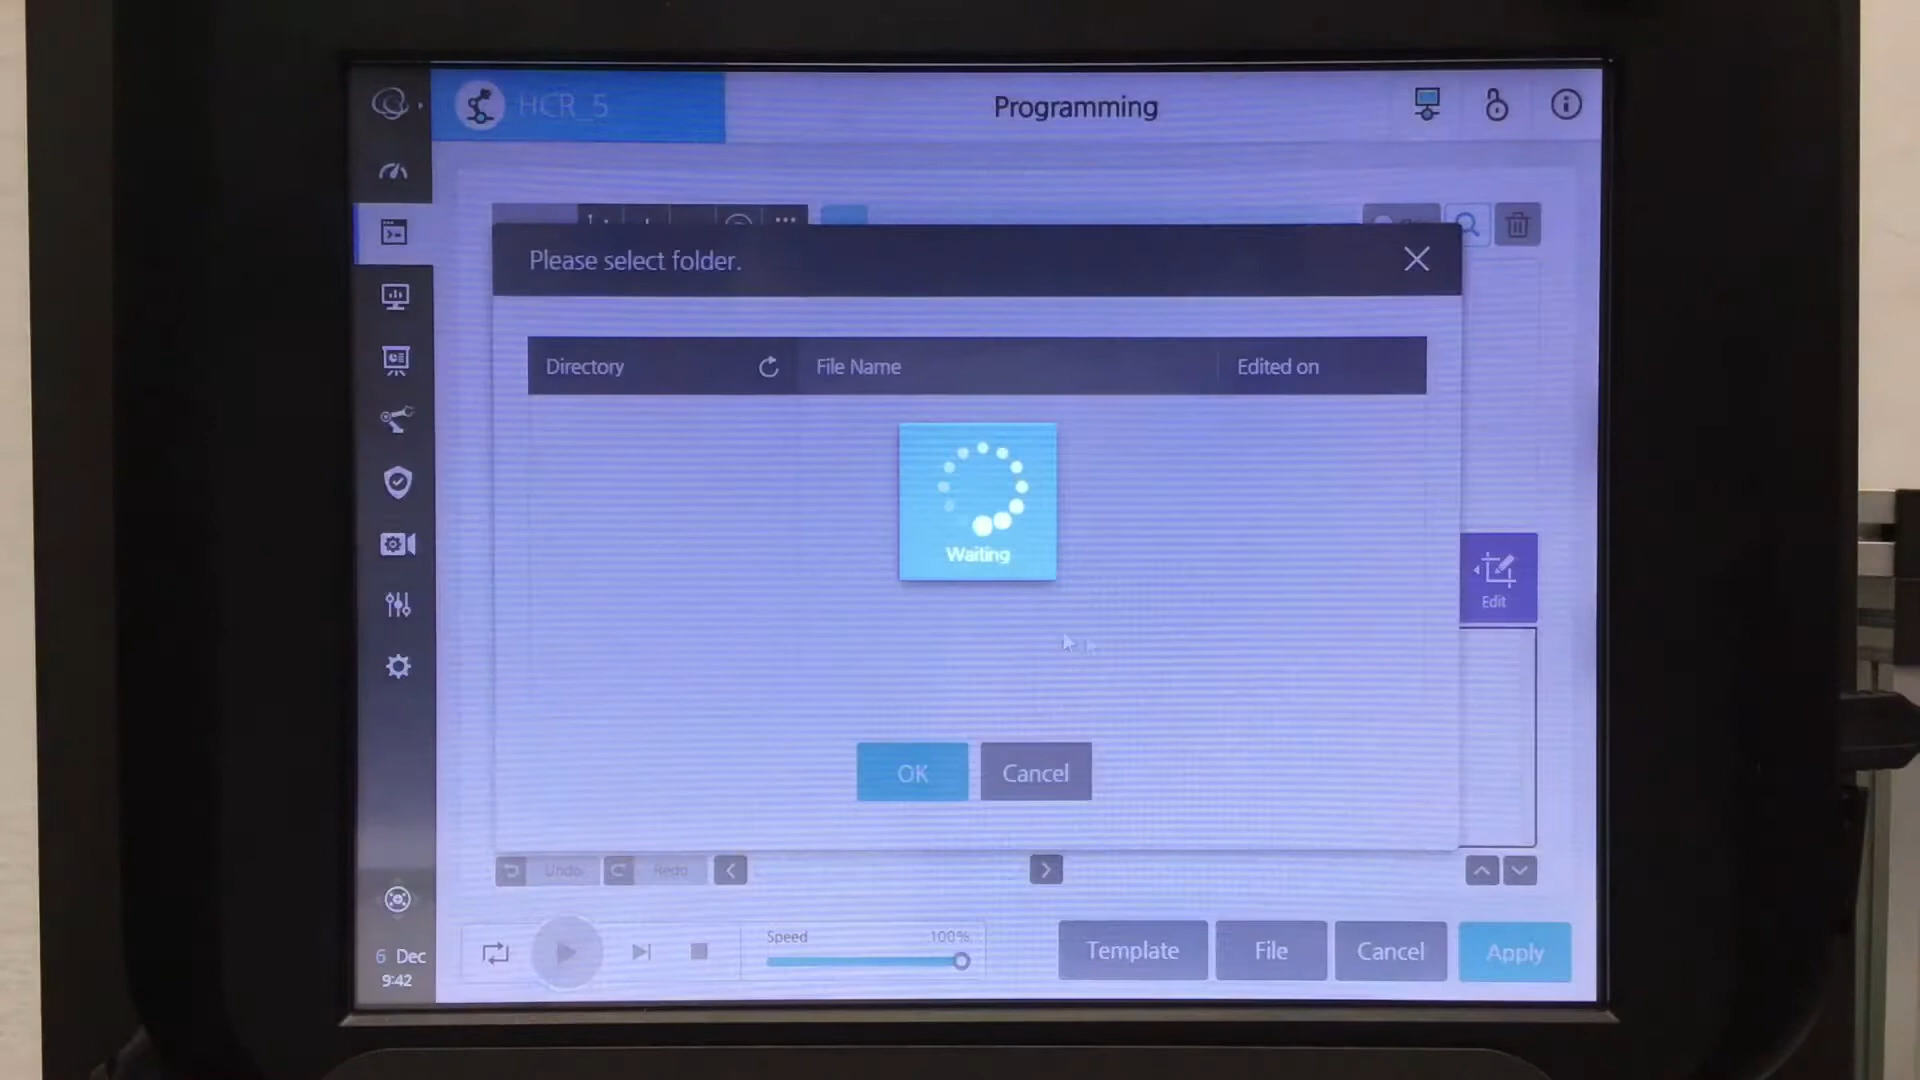 HCR_5
Programming
Please select folder.
Directory
File Name
Edited on
Waiting
Edit
OK
Cancel
Undo
Redo
Speed
100%
Template
File
Cancel
Apply
6 Dec
9:42